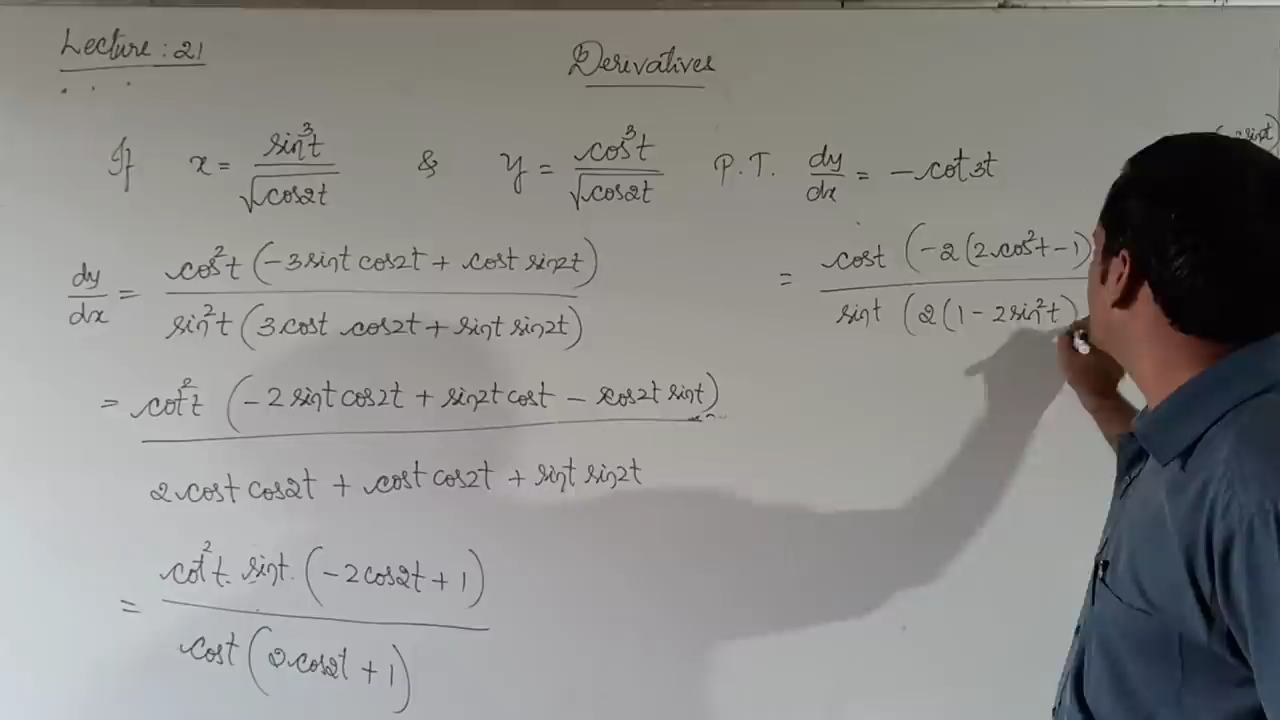 Lecture : 21
Derivatives
If x = sin³t / √cos2t & y = cos³t / √cos2t P.T. dy/dx = -cot3t
dy/dx = cos²t (-3sint cos2t + cost sin2t) / sin²t (3cost cos2t + sint sin2t)
= cot²t (-2 sint cos2t + sin2t cost - cos2t sint) / 2cost cos2t + cost cos2t + sint sin2t
= cot²t. sint. (-2cos2t + 1) / cost (2cos2t + 1)
= cost (-2(2cos²t - 1) / sint (2(1 - 2sin²t)